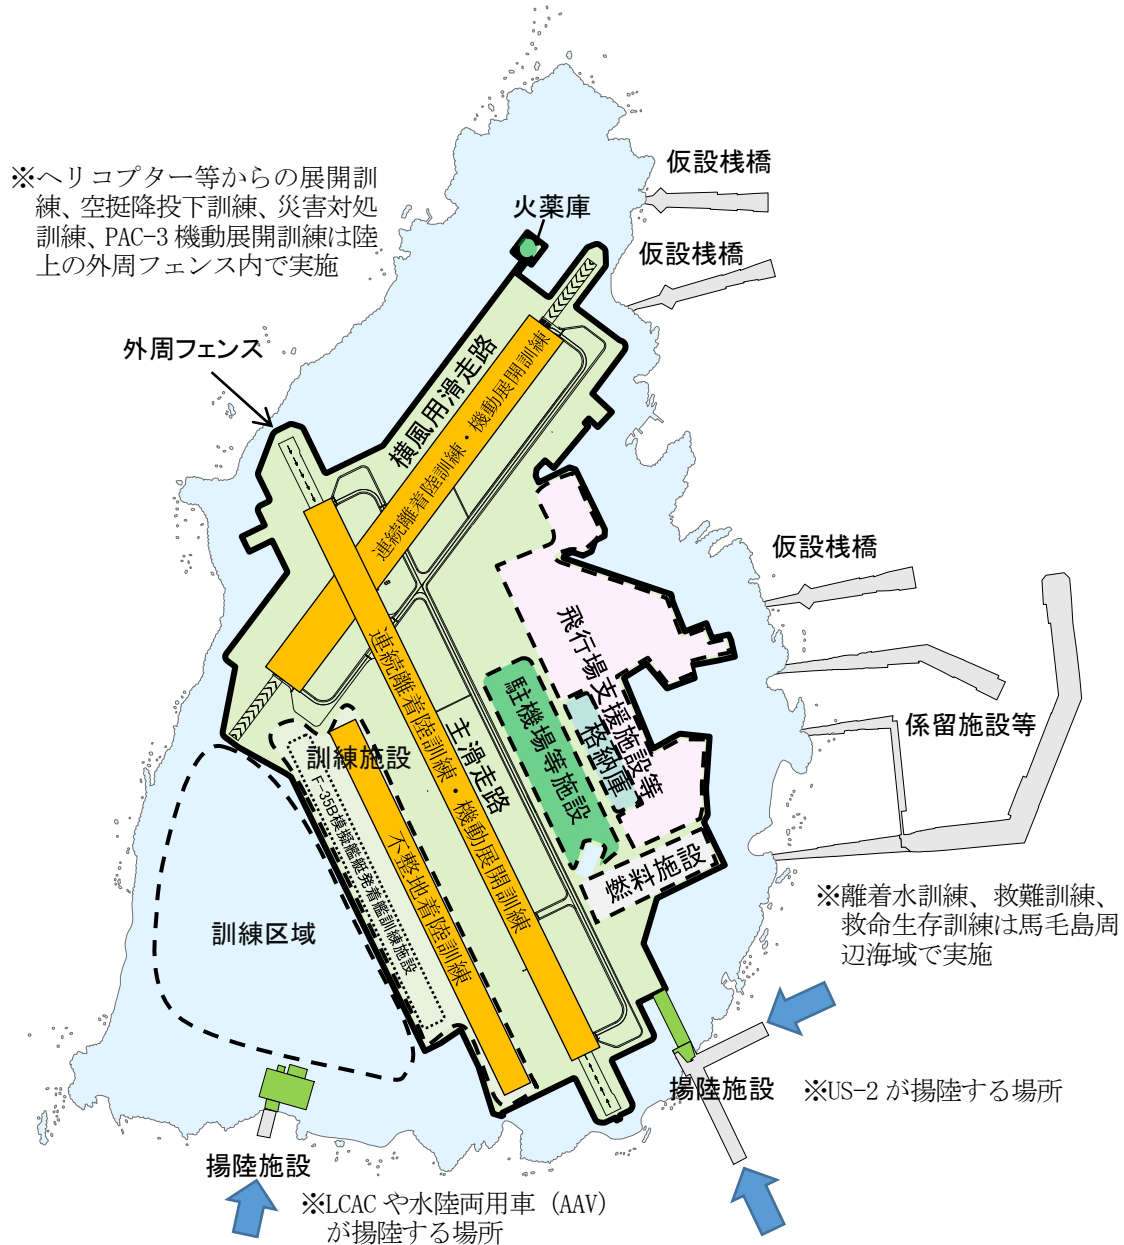 仮設桟橋
※ヘリコプター等からの展開訓
練、空挺降投下訓練、災害対処
訓練、PAC-3 機動展開訓練は陸
上の外周フェンス内で実施
火薬庫
仮設桟橋
外周フェンス
横風用滑走路
連続離着陸訓練・機動展開訓練
仮設桟橋
飛行場支援施設等
連続離着陸訓練・機動展開訓練
駐機場等施設
格納庫
係留施設等
主滑走路
訓練施設
F-35B模擬艦艇発着艦訓練施設
不整地着陸訓練
燃料施設
※離着水訓練、救難訓練、
救命生存訓練は馬毛島周
辺海域で実施
訓練区域
揚陸施設
※US-2 が揚陸する場所
揚陸施設
※LCAC や水陸両用車 (AAV)
が揚陸する場所